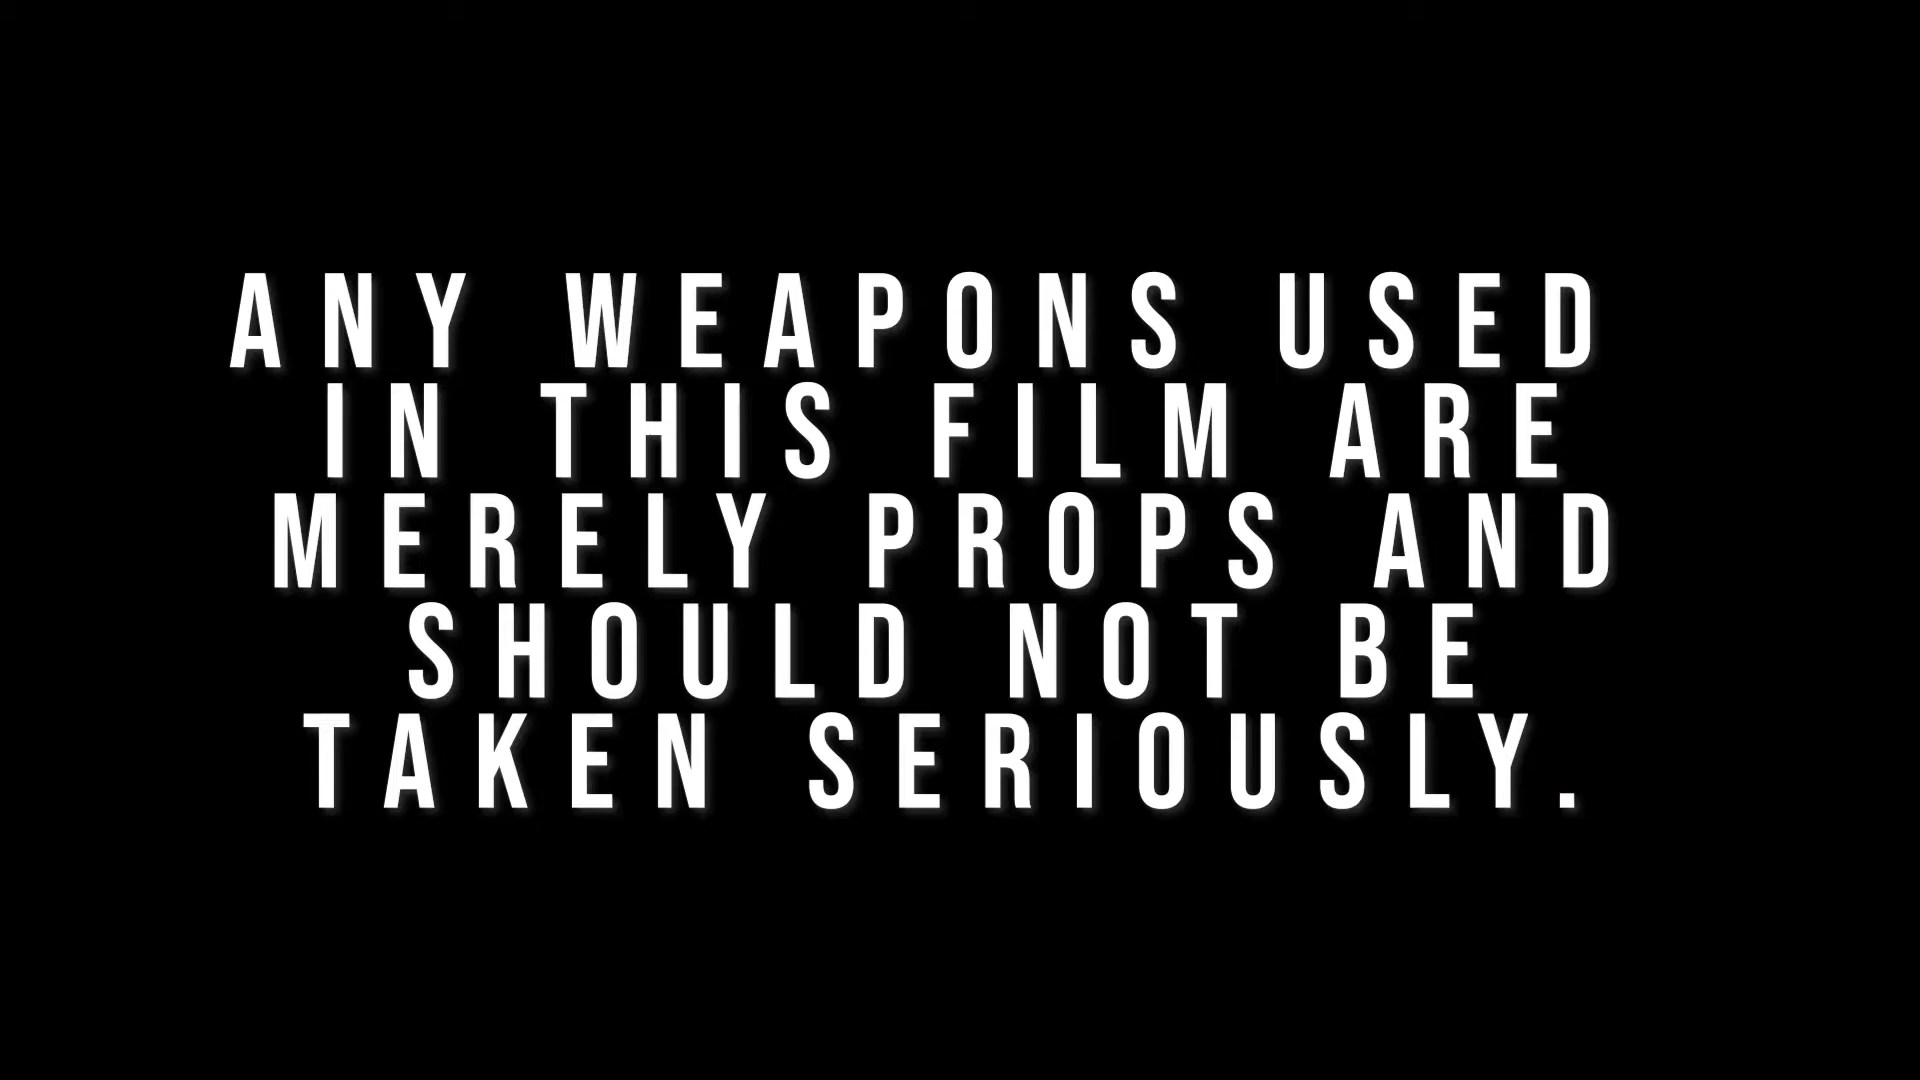 ANY WEAPONS USED
IN THIS FILM ARE
MERELY PROPS AND
SHOULD NOT BE
TAKEN SERIOUSLY.